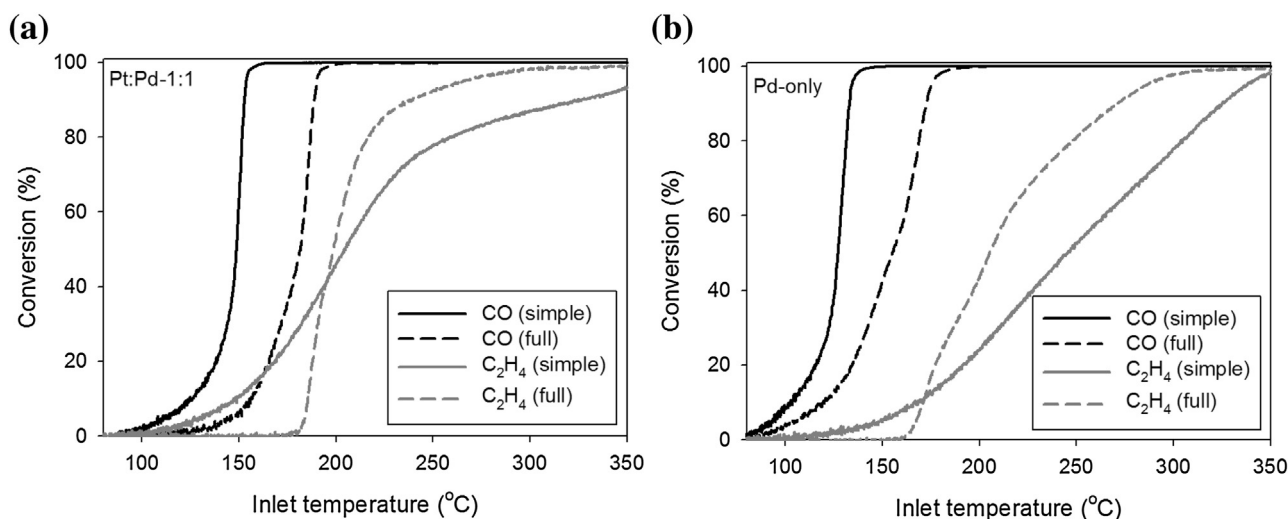 (a)
Pt:Pd-1:1
Conversion (%)
100
80
60
40
20
0
CO (simple)
CO (full)
C₂H₄ (simple)
C₂H₄ (full)
100 150 200 250 300 350
Inlet temperature (°C)
(b)
Pd-only
Conversion (%)
100
80
60
40
20
0
CO (simple)
CO (full)
C₂H₄ (simple)
C₂H₄ (full)
100 150 200 250 300 350
Inlet temperature (°C)